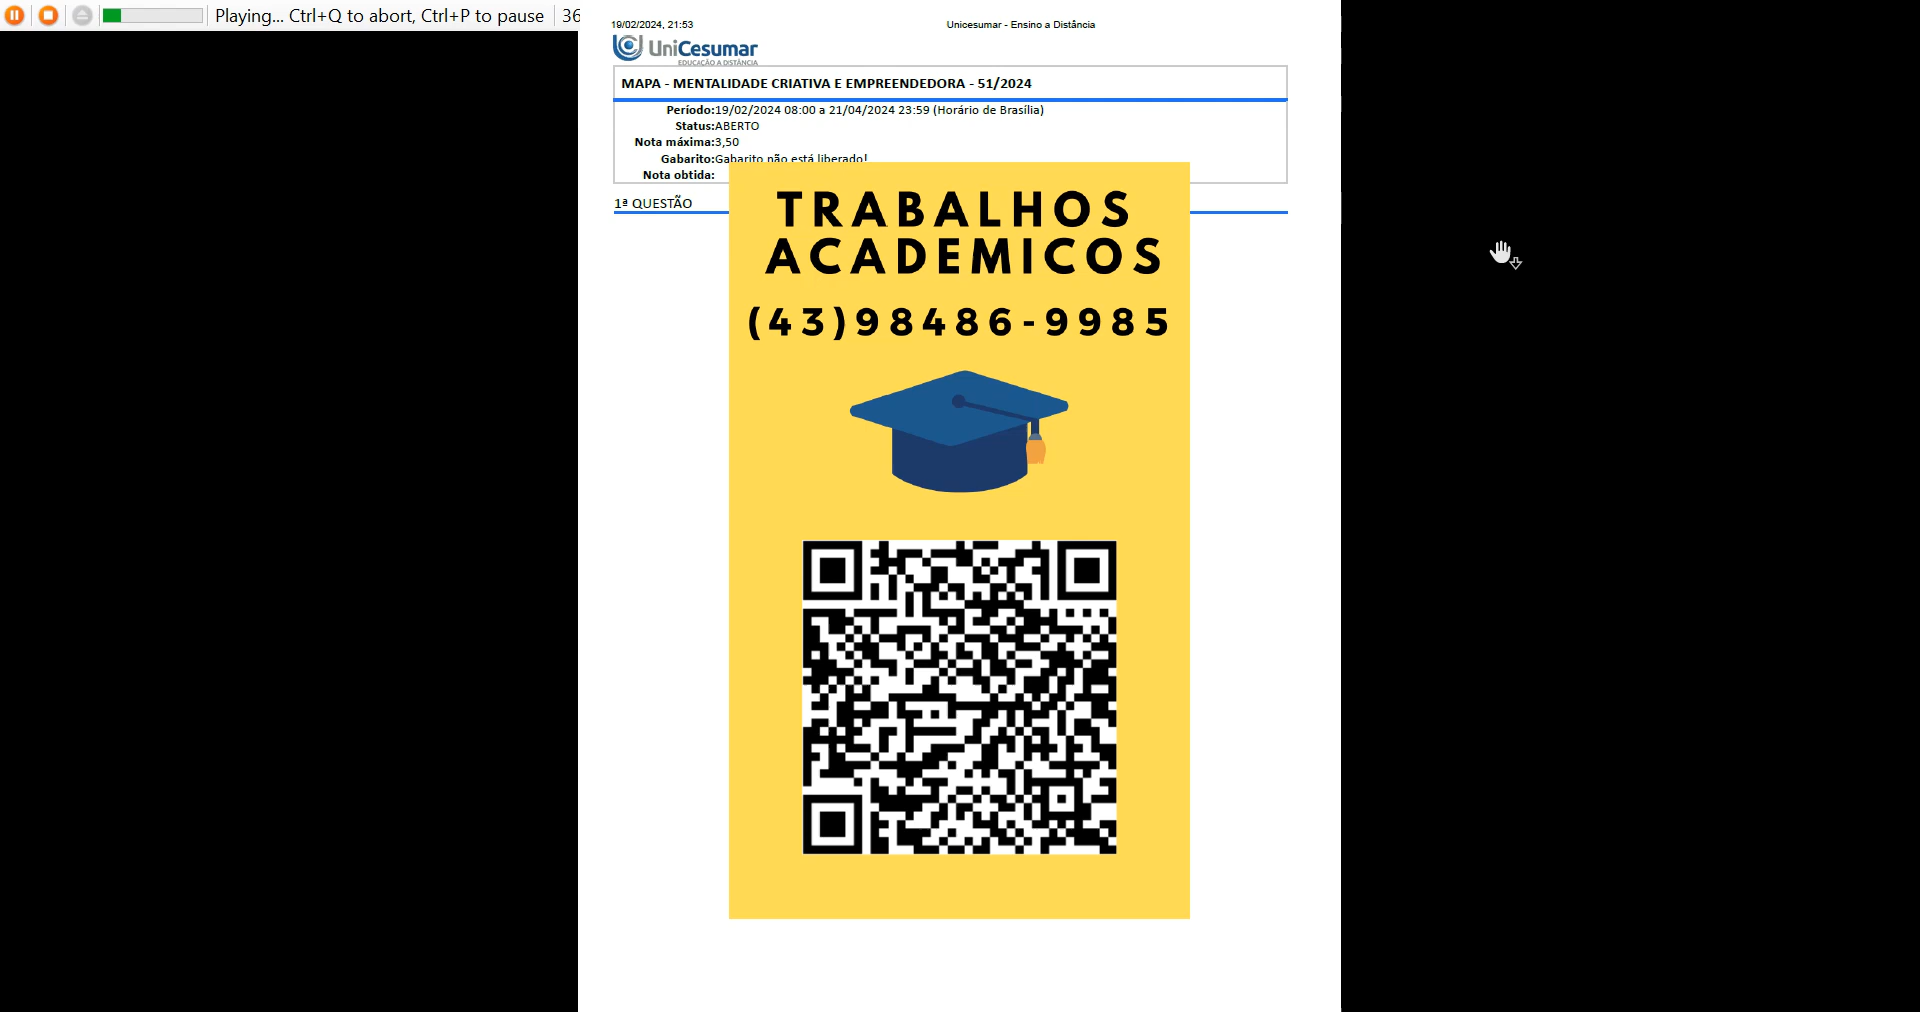 Playing... Ctrl+Q to abort, Ctrl+P to pause
36
19/02/2024, 21:53
Unicesumar - Ensino a Distância
UniCesumar
EDUCAÇÃO A DISTÂNCIA
MAPA - MENTALIDADE CRIATIVA E EMPREENDEDORA - 51/2024
Período:19/02/2024 08:00 a 21/04/2024 23:59 (Horário de Brasília)
Status:ABERTO
Nota máxima:3,50
Gabarito:Gabarito não está liberado!
Nota obtida:
1ª QUESTÃO
TRABALHOS
ACADEMICOS
(43)98486-9985